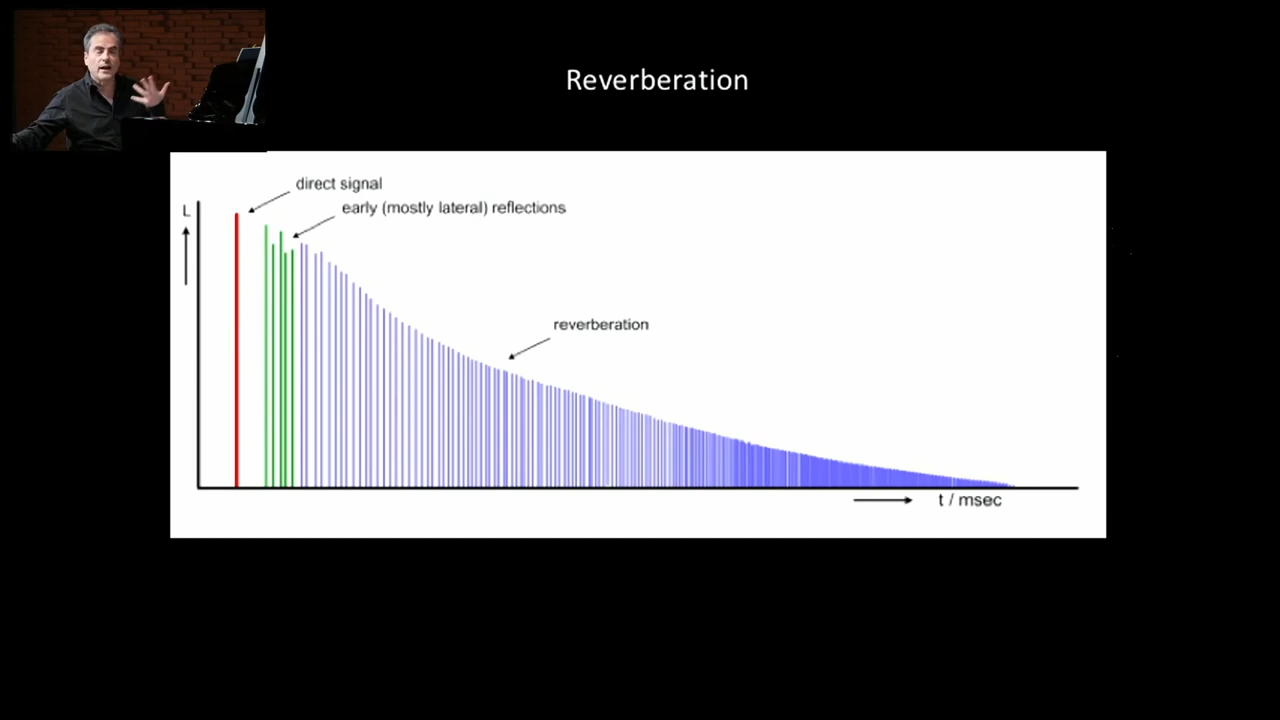 Reverberation
direct signal
early (mostly lateral) reflections
L
reverberation
t / msec